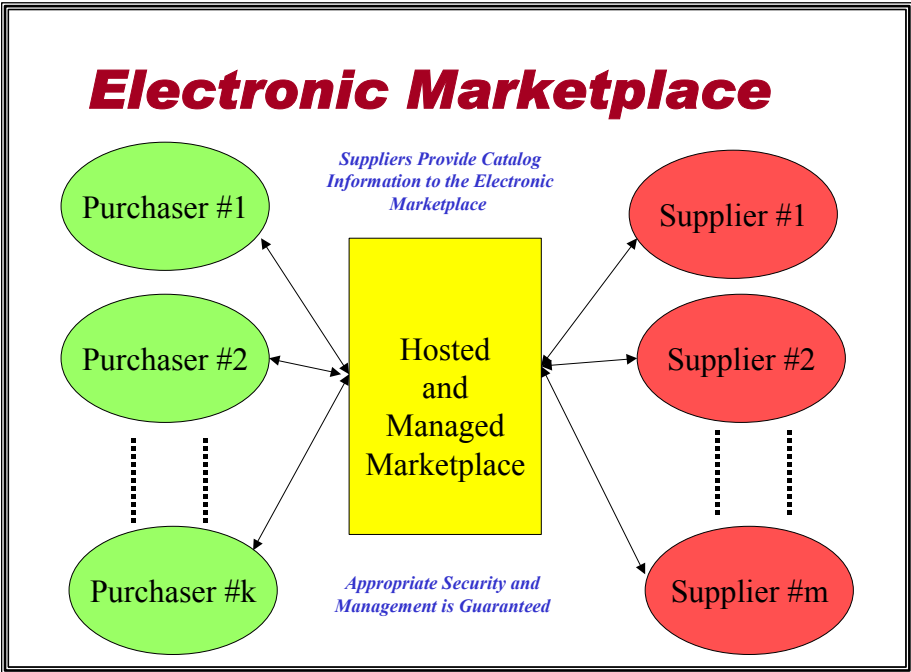 Electronic Marketplace
Suppliers Provide Catalog
Information to the Electronic
Marketplace
Purchaser #1
Supplier #1
Purchaser #2
Hosted
and
Managed
Marketplace
Supplier #2
Purchaser #k
Appropriate Security and
Management is Guaranteed
Supplier #m